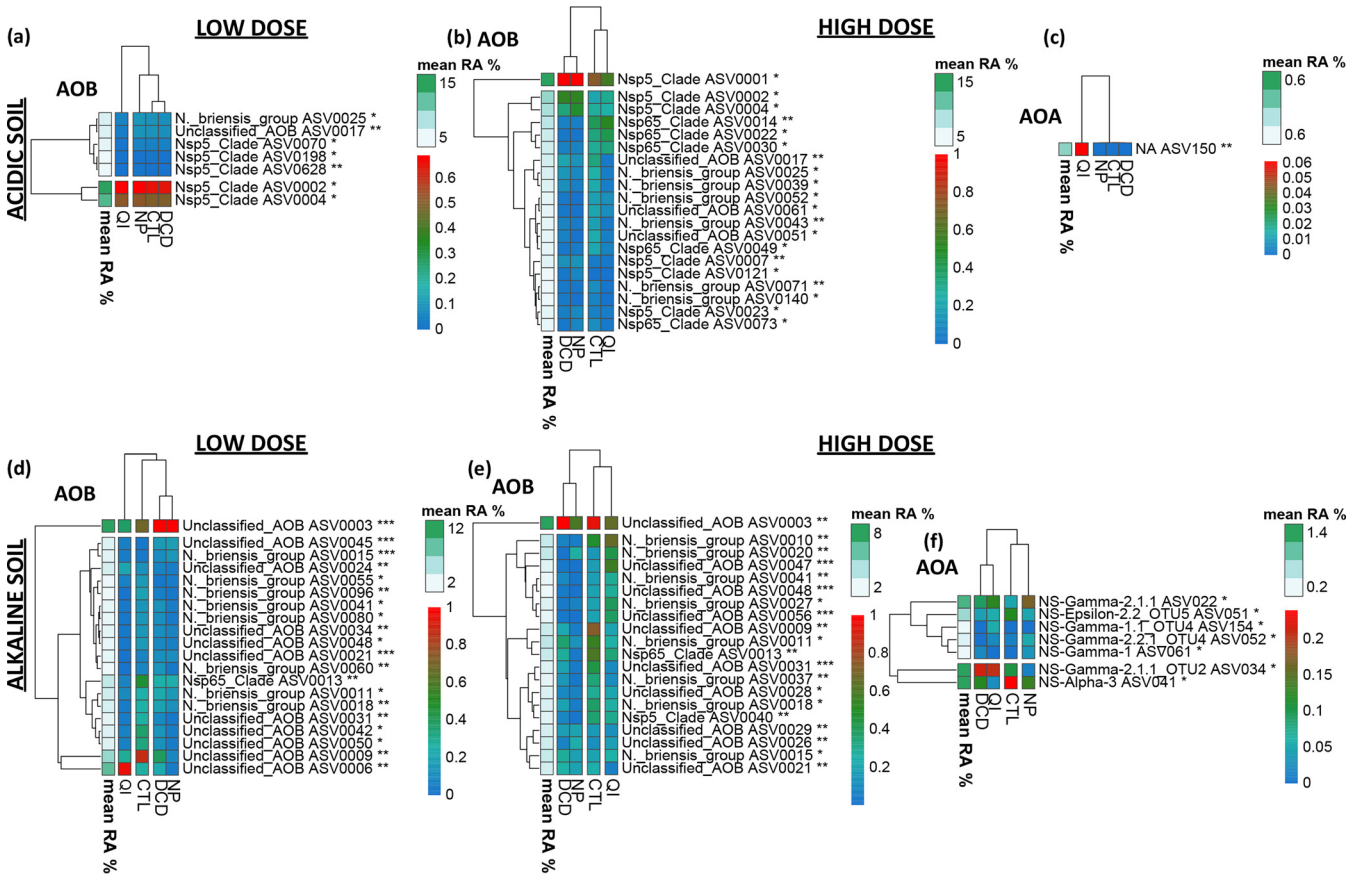 LOW DOSE
HIGH DOSE
ACIDIC SOIL
(a)
AOB
N._briensis_group ASV0025 *
Unclassified_AOB ASV0017 **
Nsp5_Clade ASV0070 *
Nsp5_Clade ASV0198 *
Nsp5_Clade ASV0628 **
Nsp5_Clade ASV0002 *
Nsp5_Clade ASV0004 *
mean RA %
QI
NP
CTL
DCD
mean RA %
15
5
0.6
0.5
0.4
0.3
0.2
0.1
0
(b)
AOB
Nsp5_Clade ASV0001 *
Nsp5_Clade ASV0002 *
Nsp5_Clade ASV0004 *
Nsp65_Clade ASV0014 **
Nsp65_Clade ASV0022 *
Nsp65_Clade ASV0030 *
Unclassified_AOB ASV0017 **
N._briensis_group ASV0025 *
N._briensis_group ASV0039 *
N._briensis_group ASV0052 *
Unclassified_AOB ASV0061 *
N._briensis_group ASV0043 **
Unclassified_AOB ASV0051 *
Nsp65_Clade ASV0049 *
Nsp5_Clade ASV0007 **
Nsp5_Clade ASV0121 *
N._briensis_group ASV0071 **
N._briensis_group ASV0140 *
Nsp5_Clade ASV0023 *
Nsp65_Clade ASV0073 *
mean RA %
DCD
NP
CTL
QI
mean RA %
15
5
1
0.8
0.6
0.4
0.2
0
(c)
AOA
NA ASV150 **
mean RA %
QI
NP
CTL
DCD
mean RA %
0.6
0.6
0.06
0.05
0.04
0.03
0.02
0.01
0
LOW DOSE
HIGH DOSE
ALKALINE SOIL
(d)
AOB
Unclassified_AOB ASV0003 ***
Unclassified_AOB ASV0045 **
N._briensis_group ASV0015 ***
Unclassified_AOB ASV0024 **
N._briensis_group ASV0055 *
N._briensis_group ASV0096 **
N._briensis_group ASV0041 *
N._briensis_group ASV0080 *
Unclassified_AOB ASV0034 **
Unclassified_AOB ASV0048 *
Unclassified_AOB ASV0021 ***
N._briensis_group ASV0060 **
Nsp65_Clade ASV0013 **
N._briensis_group ASV0011 *
N._briensis_group ASV0018 **
Unclassified_AOB ASV0031 **
Unclassified_AOB ASV0042 *
Unclassified_AOB ASV0050 *
Unclassified_AOB ASV0009 **
Unclassified_AOB ASV0006 **
mean RA %
QI
CTL
DCD
NP
mean RA %
12
2
1
0.8
0.6
0.4
0.2
0
(e)
AOB
Unclassified_AOB ASV0003 **
N._briensis_group ASV0010 **
N._briensis_group ASV0020 **
Unclassified_AOB ASV0047 ***
N._briensis_group ASV0041 **
Unclassified_AOB ASV0048 ***
N._briensis_group ASV0027 *
Unclassified_AOB ASV0056 ***
Unclassified_AOB ASV0009 **
N._briensis_group ASV0011 *
Nsp65_Clade ASV0013 **
Unclassified_AOB ASV0031 ***
N._briensis_group ASV0037 **
Unclassified_AOB ASV0028 *
N._briensis_group ASV0018 *
Nsp5_Clade ASV0040 **
Unclassified_AOB ASV0029 **
Unclassified_AOB ASV0026 **
N._briensis_group ASV0015 *
Unclassified_AOB ASV0021 **
mean RA %
DCD
NP
CTL
QI
mean RA %
8
2
1
0.8
0.6
0.4
0.2
(f)
AOA
NS-Gamma-2.1.1 ASV022 *
NS-Epsilon-2.2_OTU5 ASV051 *
NS-Gamma-1.1_OTU4 ASV154 *
NS-Gamma-2.2.1_OTU4 ASV052 *
NS-Gamma-1 ASV061 *
NS-Gamma-2.1.1_OTU2 ASV034 *
NS-Alpha-3 ASV041 *
mean RA %
DCD
QI
CTL
NP
mean RA %
1.4
0.2
0.2
0.15
0.1
0.05
0